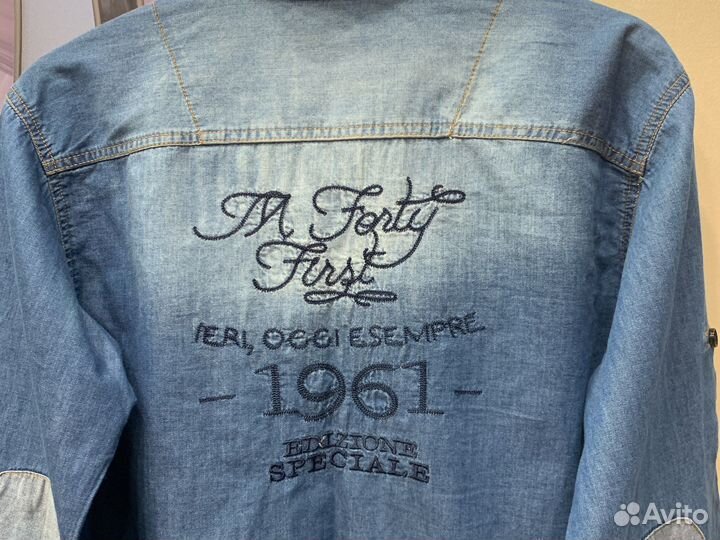 M Forty
First
IERI, OGGI E SEMPRE
- 1961 -
EDIZIONE
SPECIALE
Avito